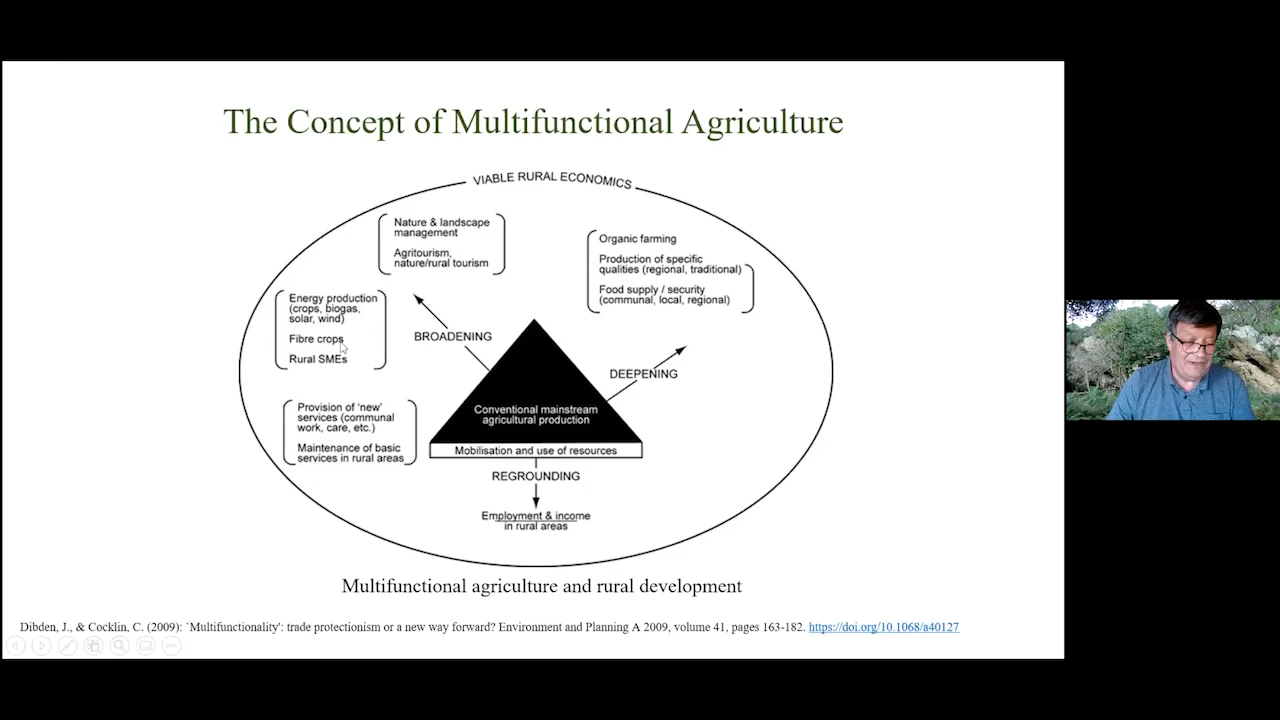 The Concept of Multifunctional Agriculture
VIABLE RURAL ECONOMICS
Nature & landscape
management
Agritourism,
nature/rural tourism
Organic farming
Production of specific
qualities (regional, traditional)
Food supply / security
(communal, local, regional)
Energy production
(crops, biogas,
solar, wind)
Fibre crops
Rural SMEs
BROADENING
DEEPENING
Provision of 'new'
services (communal
work, care, etc.)
Maintenance of basic
services in rural areas
Conventional mainstream
agricultural production
Mobilisation and use of resources
REGROUNDING
Employment & income
in rural areas
Multifunctional agriculture and rural development
Dibden, J., & Cocklin, C. (2009): `Multifunctionality': trade protectionism or a new way forward? Environment and Planning A 2009, volume 41, pages 163-182. https://doi.org/10.1068/a40127